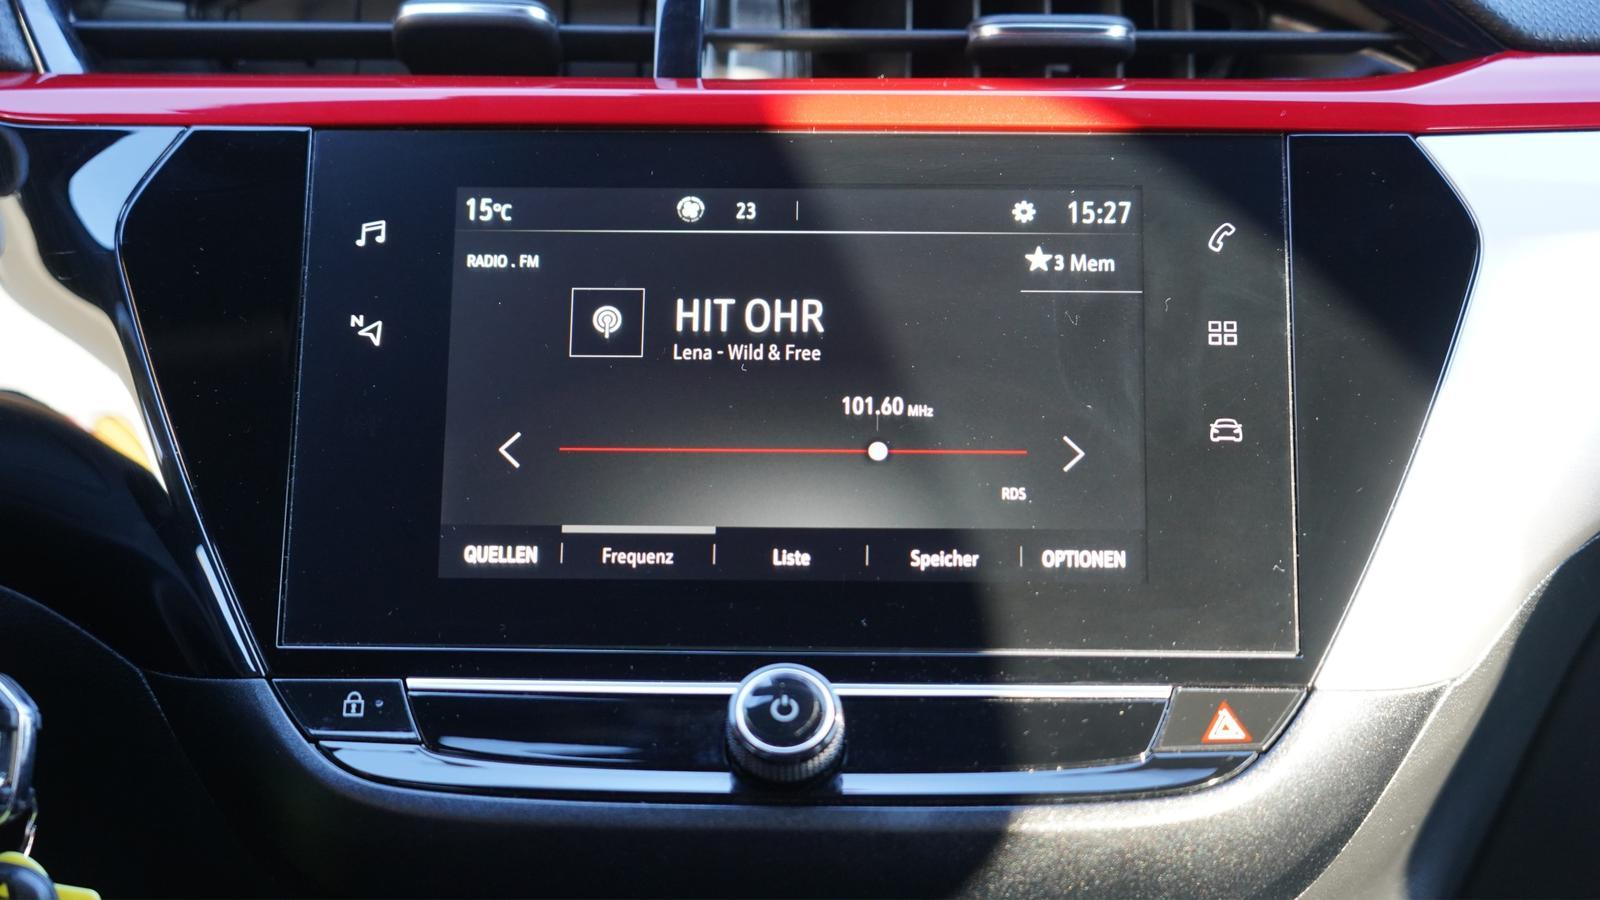 15°C 23 | 15:27
RADIO . FM
★3 Mem
HIT OHR
Lena - Wild & Free
101.60 MHz
RDS
QUELLEN | Frequenz | Liste | Speicher | OPTIONEN
N